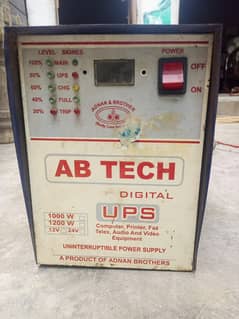 LEVEL SIGNES
100% MAIN
80% UPS
60% CHG
40% FULL
20% TRIP
POWER
OFF
ON
ADNAN & BROTHER
AB TECH
DIGITAL
UPS
1000 W
1200 W
12V 24V
Computer, Printer, Fax
Telex, Audio And Video
Equipment
UNINTERRUPTIBLE POWER SUPPLY
A PRODUCT OF ADNAN BROTHERS